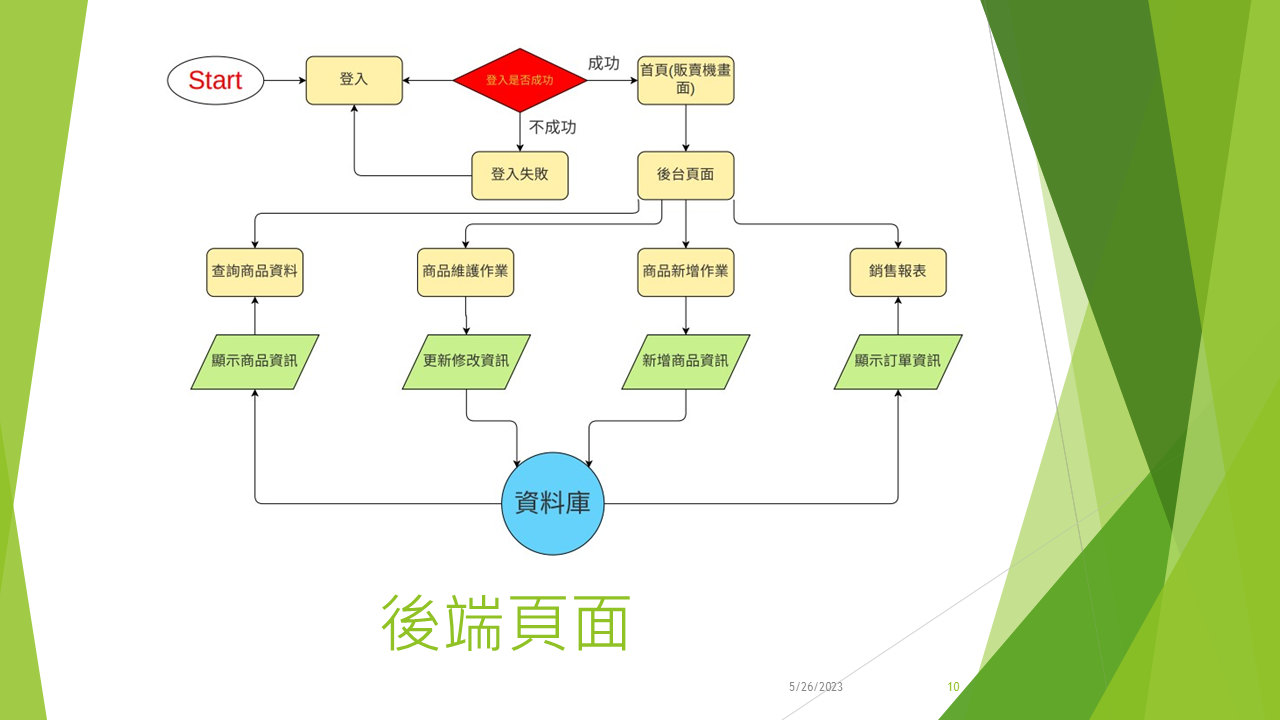 Start
登入
登入是否成功
成功
首頁(販賣機畫
面)
不成功
登入失敗
後台頁面
查詢商品資料
商品維護作業
商品新增作業
銷售報表
顯示商品資訊
更新修改資訊
新增商品資訊
顯示訂單資訊
資料庫
後端頁面
5/26/2023
10